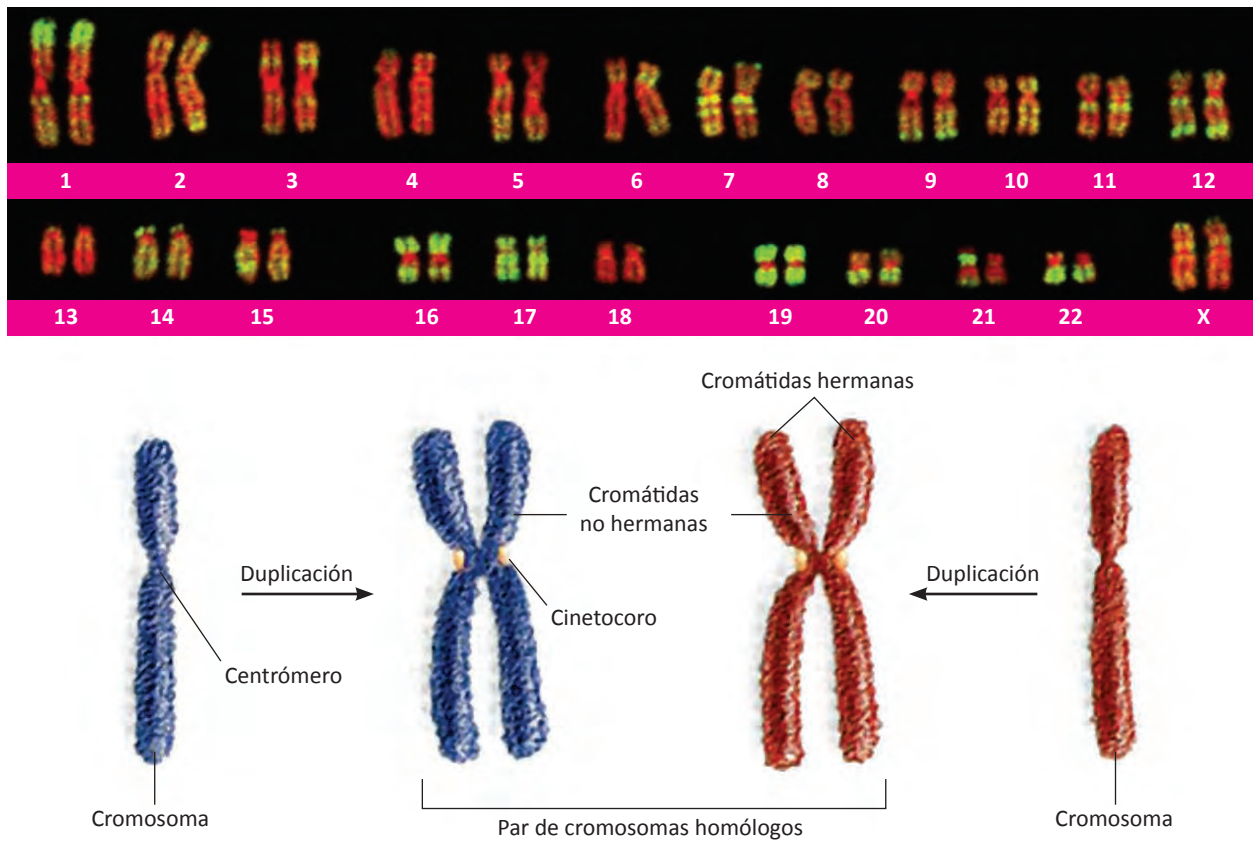 1 2 3 4 5 6 7 8 9 10 11 12
13 14 15 16 17 18 19 20 21 22 X
Cromátidas hermanas
Cromátidas
no hermanas
Duplicación
Duplicación
Cinetocoro
Centrómero
Cromosoma
Par de cromosomas homólogos
Cromosoma